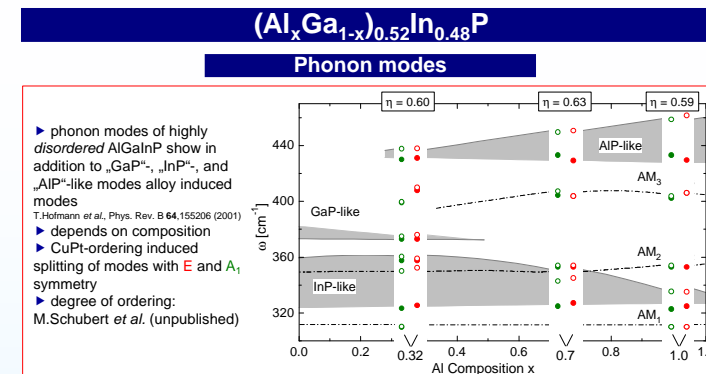 (AlxGa1-x)0.52In0.48P
Phonon modes
▶ phonon modes of highly
disordered AlGaInP show in
addition to „GaP“-, „InP“-, and
„AlP“-like modes alloy induced
modes
T.Hofmann et al., Phys. Rev. B 64,155206 (2001)
▶ depends on composition
▶ CuPt-ordering induced
splitting of modes with E and A1
symmetry
▶ degree of ordering:
M.Schubert et al. (unpublished)
η = 0.60
η = 0.63
η = 0.59
440
400
360
320
ω [cm-1]
AlP-like
AM3
GaP-like
AM2
InP-like
AM1
0.0
0.2
0.32
0.4
0.6
0.7
0.8
1.0
1.
Al Composition x